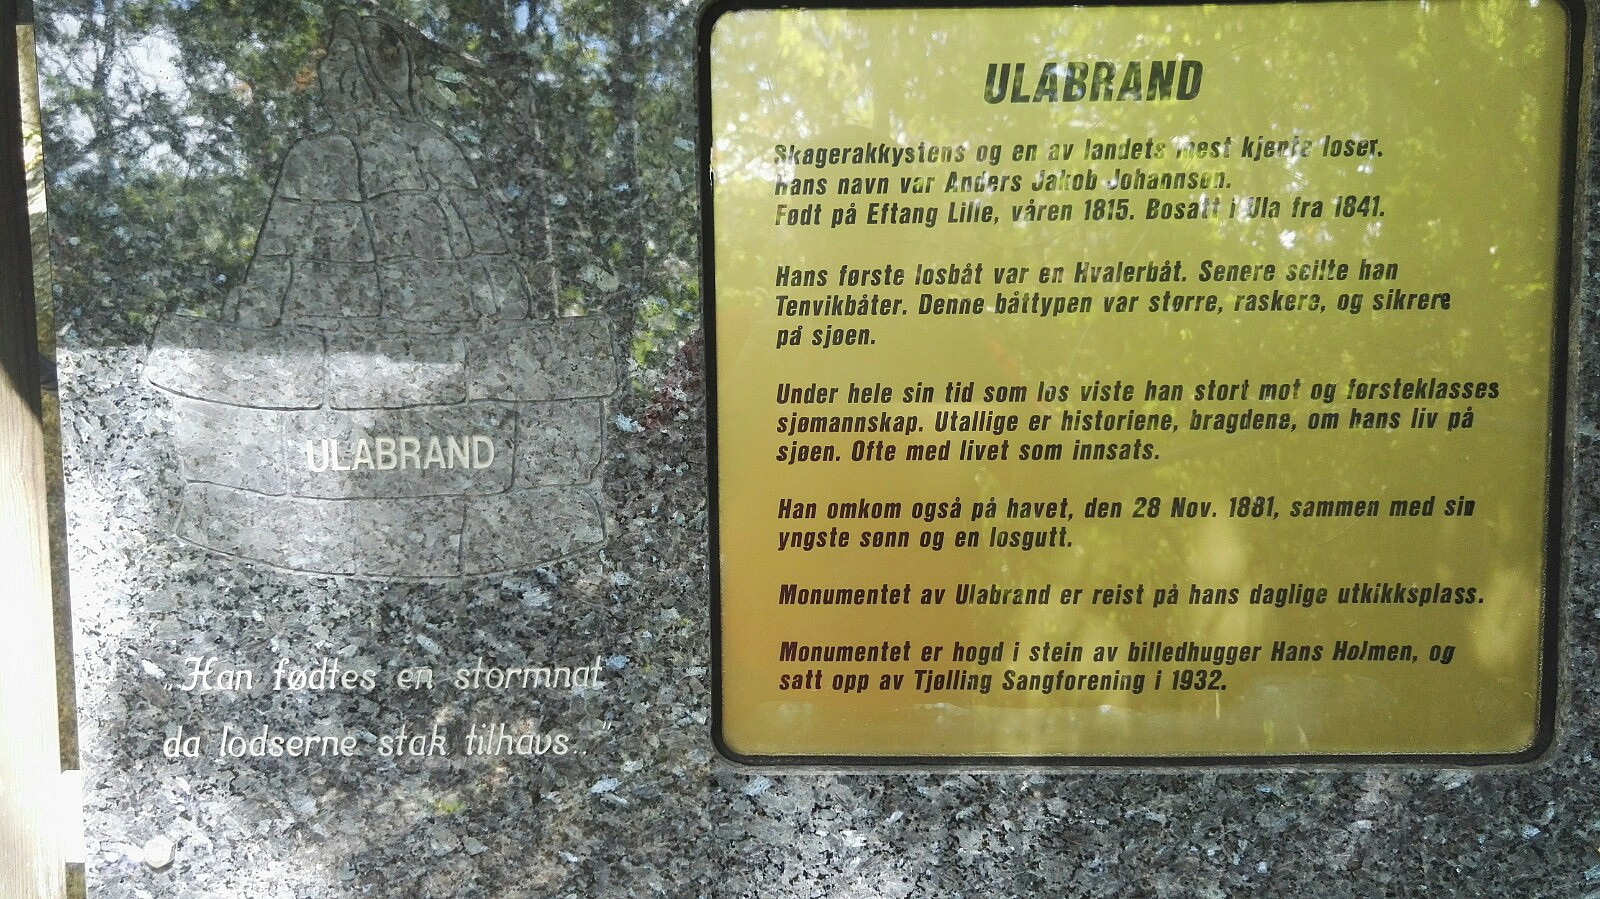 ULABRAND
„Han fødtes en stormnat
da lodserne stak tilhavs..."
ULABRAND
Skagerakkystens og en av landets mest kjente loser.
Hans navn var Anders Jakob Johannsen.
Født på Eftang Lille, våren 1815. Bosatt i Ula fra 1841.
Hans første losbåt var en Hvalerbåt. Senere seilte han
Tenvikbåter. Denne båttypen var større, raskere, og sikrere
på sjøen.
Under hele sin tid som los viste han stort mot og førsteklasses
sjømannskap. Utallige er historiene, bragdene, om hans liv på
sjøen. Ofte med livet som innsats.
Han omkom også på havet, den 28 Nov. 1881, sammen med sin
yngste sønn og en losgutt.
Monumentet av Ulabrand er reist på hans daglige utkikksplass.
Monumentet er hogd i stein av billedhugger Hans Holmen, og
satt opp av Tjølling Sangforening i 1932.